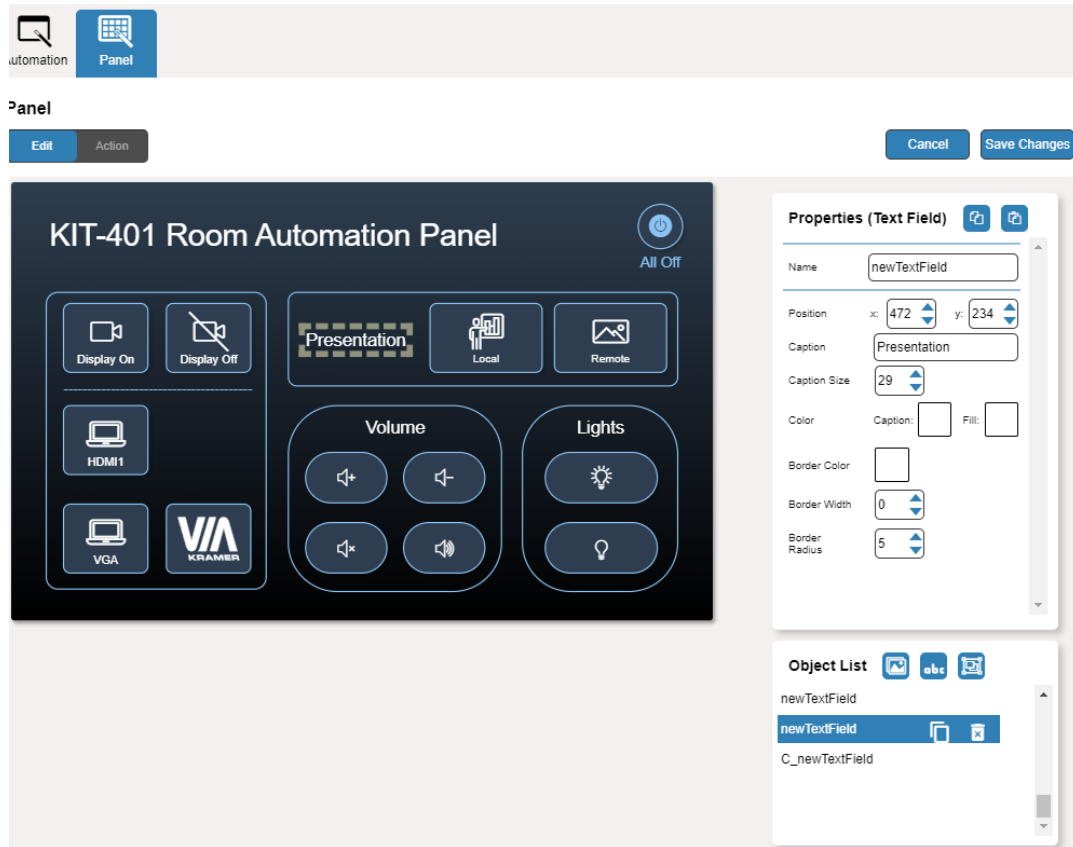 utomation
Panel
Panel
Edit
Action
Cancel
Save Changes
KIT-401 Room Automation Panel
All Off
Display On
Display Off
Presentation
Local
Remote
HDMI1
VGA
VIA
KRAMER
Volume
Lights
Properties (Text Field)
Name
newTextField
Position
x: 472
y: 234
Caption
Presentation
Caption Size
29
Color
Caption:
Fill:
Border Color
Border Width
0
Border
Radius
5
Object List
abc
newTextField
newTextField
C_newTextField